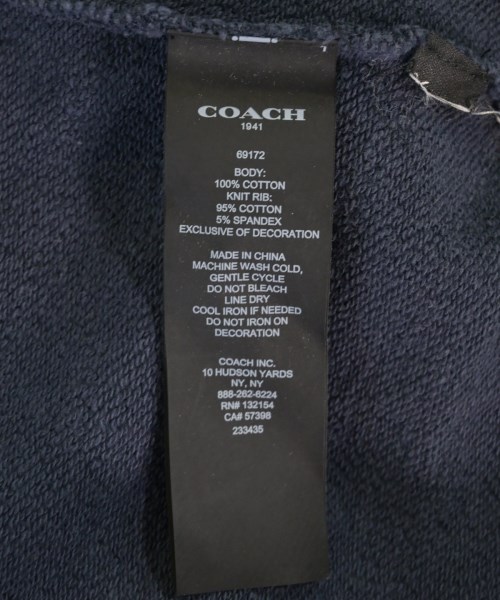 COACH
1941
69172
BODY:
100% COTTON
KNIT RIB:
95% COTTON
5% SPANDEX
EXCLUSIVE OF DECORATION
MADE IN CHINA
MACHINE WASH COLD,
GENTLE CYCLE
DO NOT BLEACH
LINE DRY
COOL IRON IF NEEDED
DO NOT IRON ON
DECORATION
COACH INC.
10 HUDSON YARDS
NY, NY
888-262-6224
RN# 132154
CA# 57398
233435